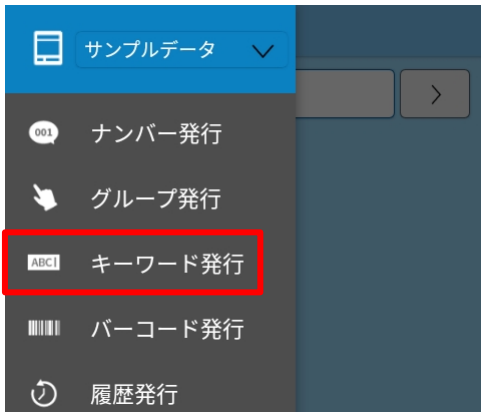 サンプルデータ
001 ナンバー発行
グループ発行
ABC キーワード発行
バーコード発行
履歴発行